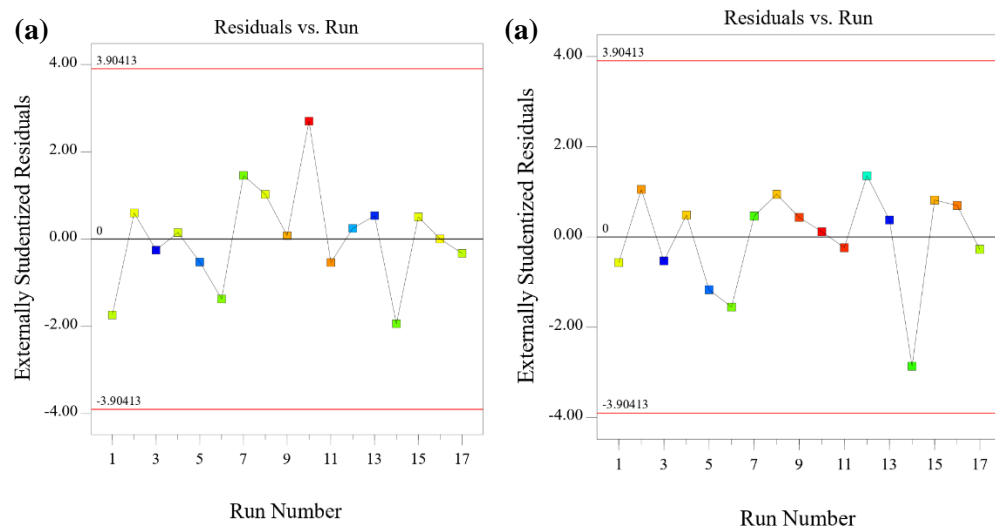 (a)
Residuals vs. Run
Externally Studentized Residuals
4.00
2.00
0.00
-2.00
-4.00
3.90413
0
-3.90413
1 3 5 7 9 11 13 15 17
Run Number
(a)
Residuals vs. Run
Externally Studentized Residuals
4.00
2.00
0.00
-2.00
-4.00
3.90413
0
-3.90413
1 3 5 7 9 11 13 15 17
Run Number